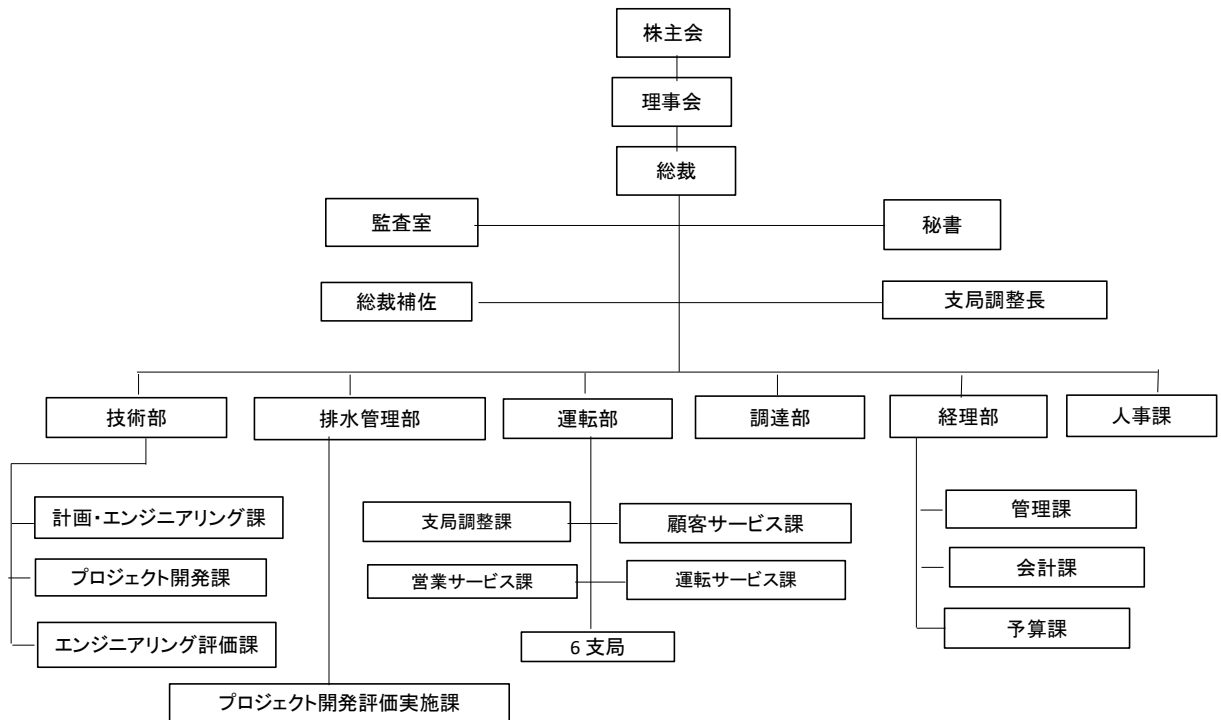 株主会
理事会
総裁
監査室
秘書
総裁補佐
支局調整長
技術部
排水管理部
運転部
調達部
経理部
人事課
計画・エンジニアリング課
支局調整課
顧客サービス課
管理課
プロジェクト開発課
営業サービス課
運転サービス課
会計課
エンジニアリング評価課
6 支局
予算課
プロジェクト開発評価実施課